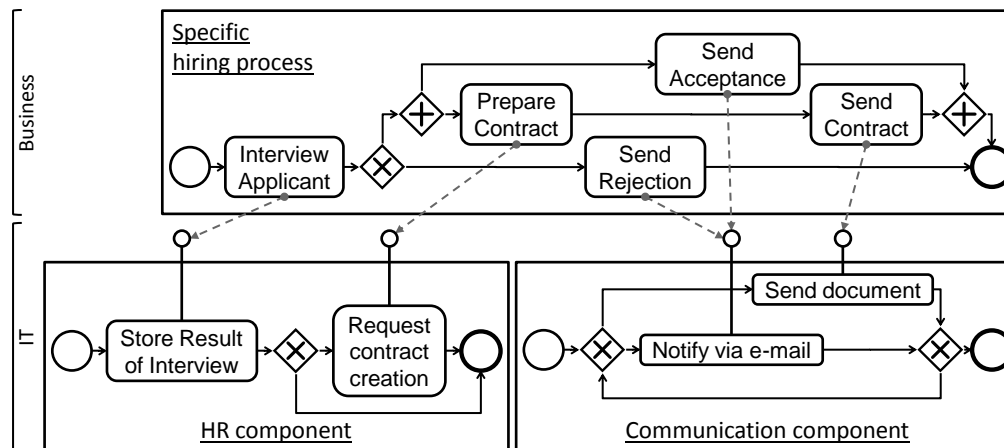 Business
Specific
hiring process
Send
Acceptance
Prepare
Contract
Send
Contract
Interview
Applicant
Send
Rejection
IT
Store Result
of Interview
Request
contract
creation
HR component
Send document
Notify via e-mail
Communication component